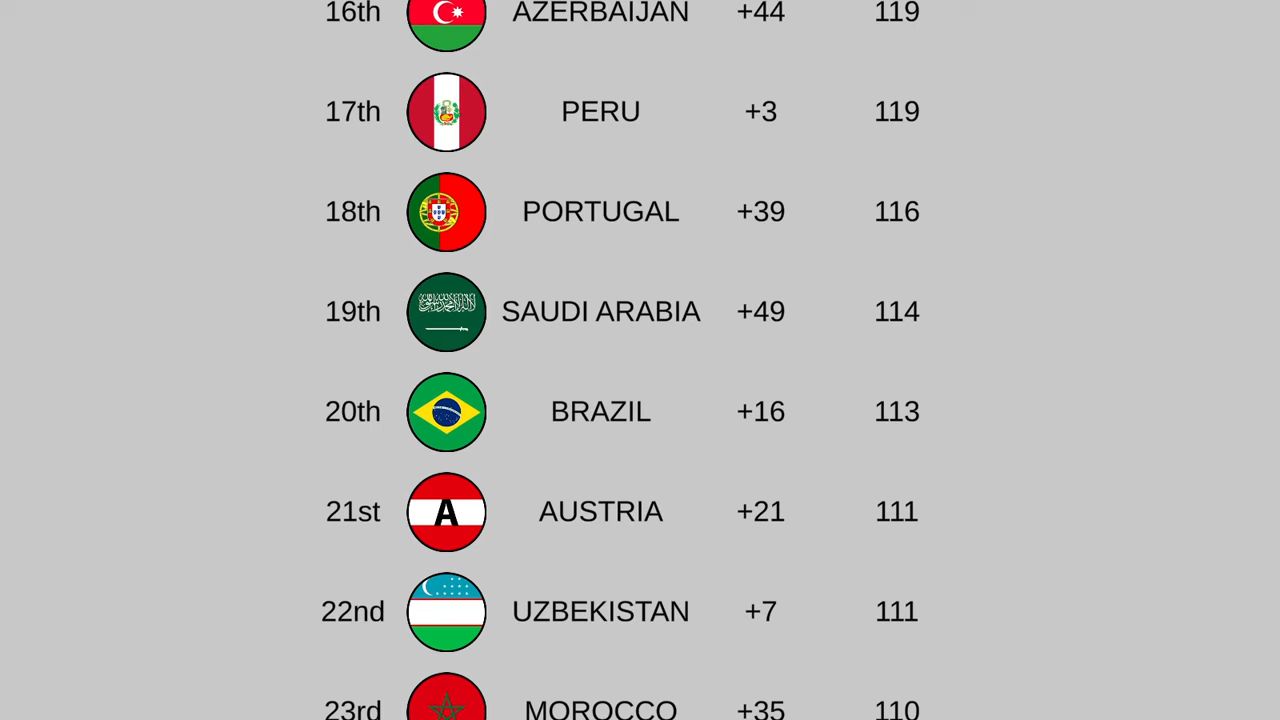 16th AZERBAIJAN +44 119
17th PERU +3 119
18th PORTUGAL +39 116
19th SAUDI ARABIA +49 114
20th BRAZIL +16 113
21st A AUSTRIA +21 111
22nd UZBEKISTAN +7 111
23rd MOROCCO +35 110